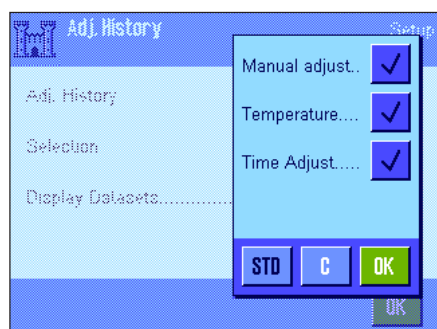 Adj. History
Setup
Adj. History
Selection
Display Datasets..............
Manual adjust..
Temperature....
Time Adjust.....
STD
C
OK
OK